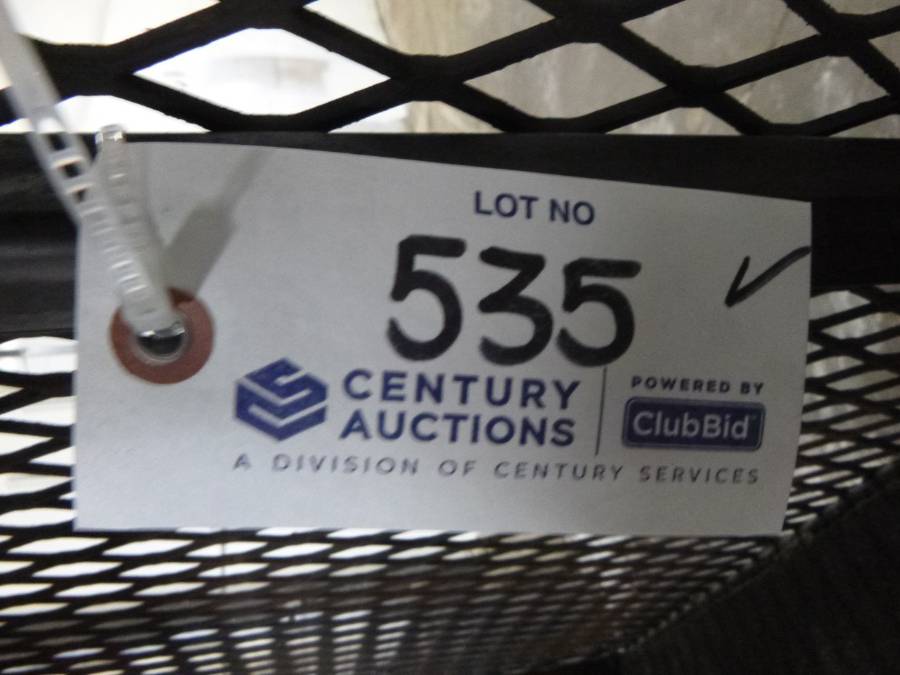 LOT NO
535
CENTURY
AUCTIONS
POWERED BY
ClubBid
A DIVISION OF CENTURY SERVICES